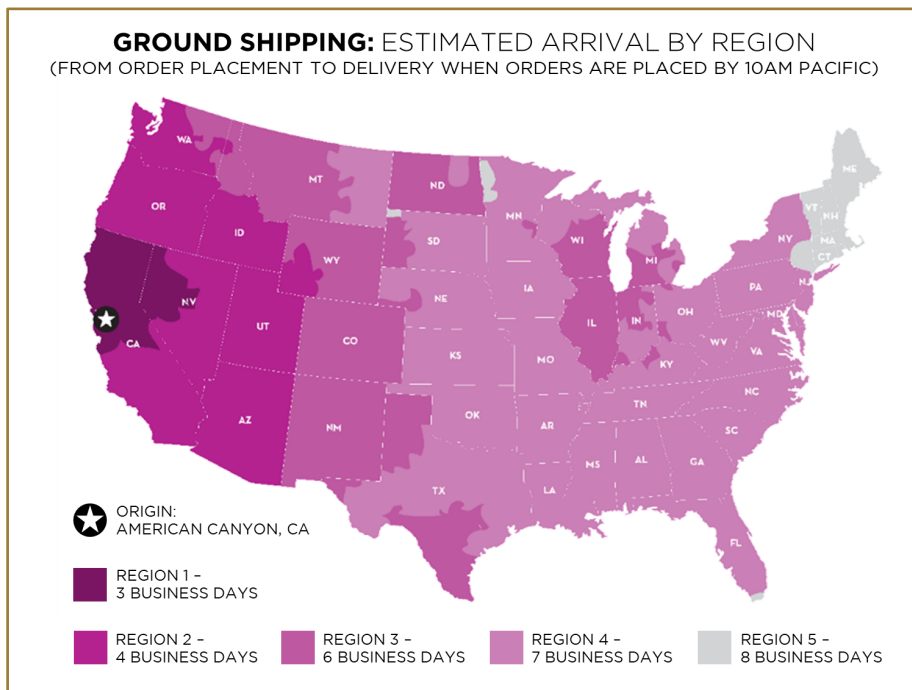 GROUND SHIPPING: ESTIMATED ARRIVAL BY REGION
(FROM ORDER PLACEMENT TO DELIVERY WHEN ORDERS ARE PLACED BY 10AM PACIFIC)
WA
MT
ND
MN
ME
VT
NH
OR
ID
WY
SD
WI
MI
NY
MA
CT
NV
NE
IA
PA
NJ
CA
UT
CO
KS
MO
IL
IN
OH
MD
WV
VA
KY
AZ
NM
OK
AR
TN
NC
SC
TX
LA
MS
AL
GA
FL
ORIGIN:
AMERICAN CANYON, CA
REGION 1 –
3 BUSINESS DAYS
REGION 2 –
4 BUSINESS DAYS
REGION 3 –
6 BUSINESS DAYS
REGION 4 –
7 BUSINESS DAYS
REGION 5 –
8 BUSINESS DAYS